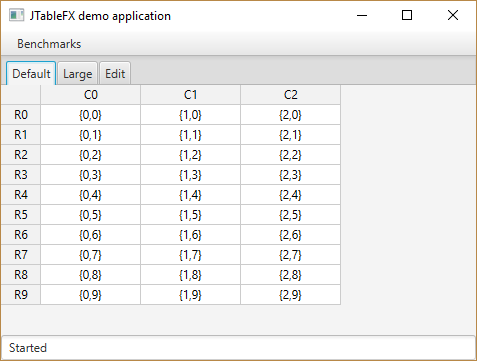 JTableFX demo application
Benchmarks
Default Large Edit
C0 C1 C2
R0 {0,0} {1,0} {2,0}
R1 {0,1} {1,1} {2,1}
R2 {0,2} {1,2} {2,2}
R3 {0,3} {1,3} {2,3}
R4 {0,4} {1,4} {2,4}
R5 {0,5} {1,5} {2,5}
R6 {0,6} {1,6} {2,6}
R7 {0,7} {1,7} {2,7}
R8 {0,8} {1,8} {2,8}
R9 {0,9} {1,9} {2,9}
Started